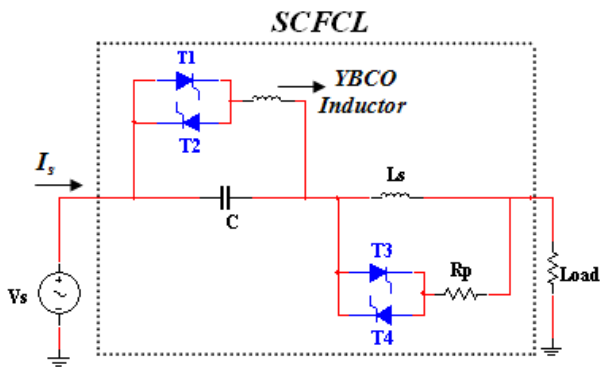 SCFCL
T1
YBCO
Inductor
T2
Is
Ls
C
T3
Rp
Load
Vs
T4